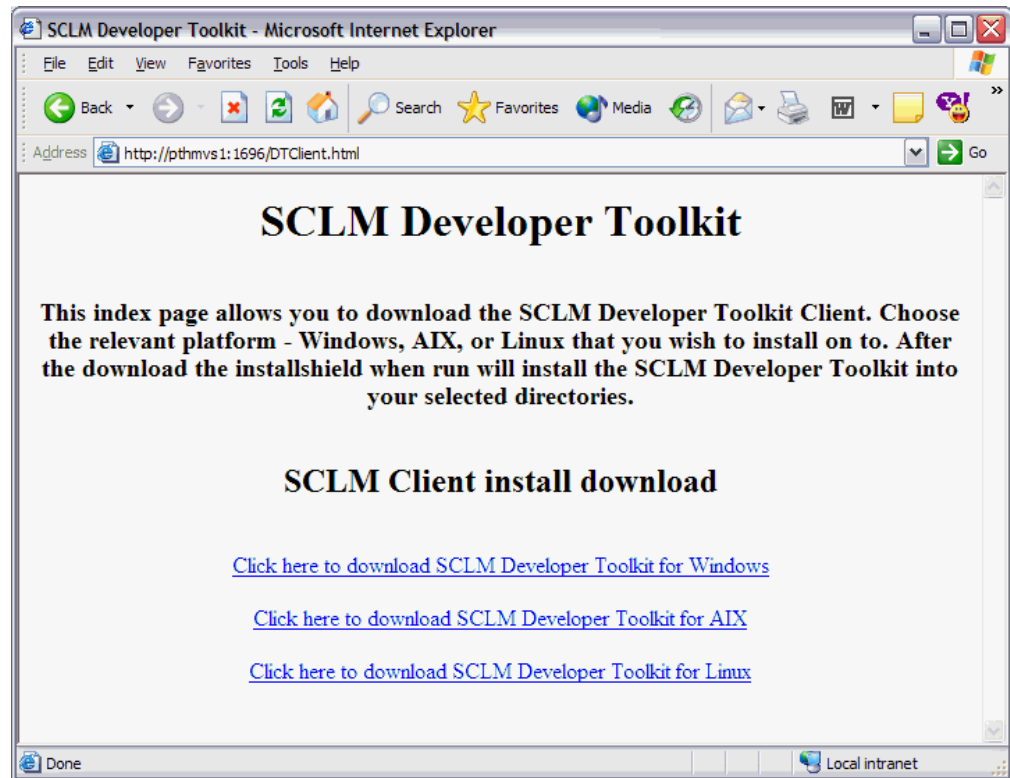 SCLM Developer Toolkit - Microsoft Internet Explorer
File Edit View Favorites Tools Help
Back Search Favorites Media W Y! »
Address http://pthmvs1:1696/DTClient.html Go
SCLM Developer Toolkit
This index page allows you to download the SCLM Developer Toolkit Client. Choose
the relevant platform - Windows, AIX, or Linux that you wish to install on to. After
the download the installshield when run will install the SCLM Developer Toolkit into
your selected directories.
SCLM Client install download
Click here to download SCLM Developer Toolkit for Windows
Click here to download SCLM Developer Toolkit for AIX
Click here to download SCLM Developer Toolkit for Linux
Done Local intranet